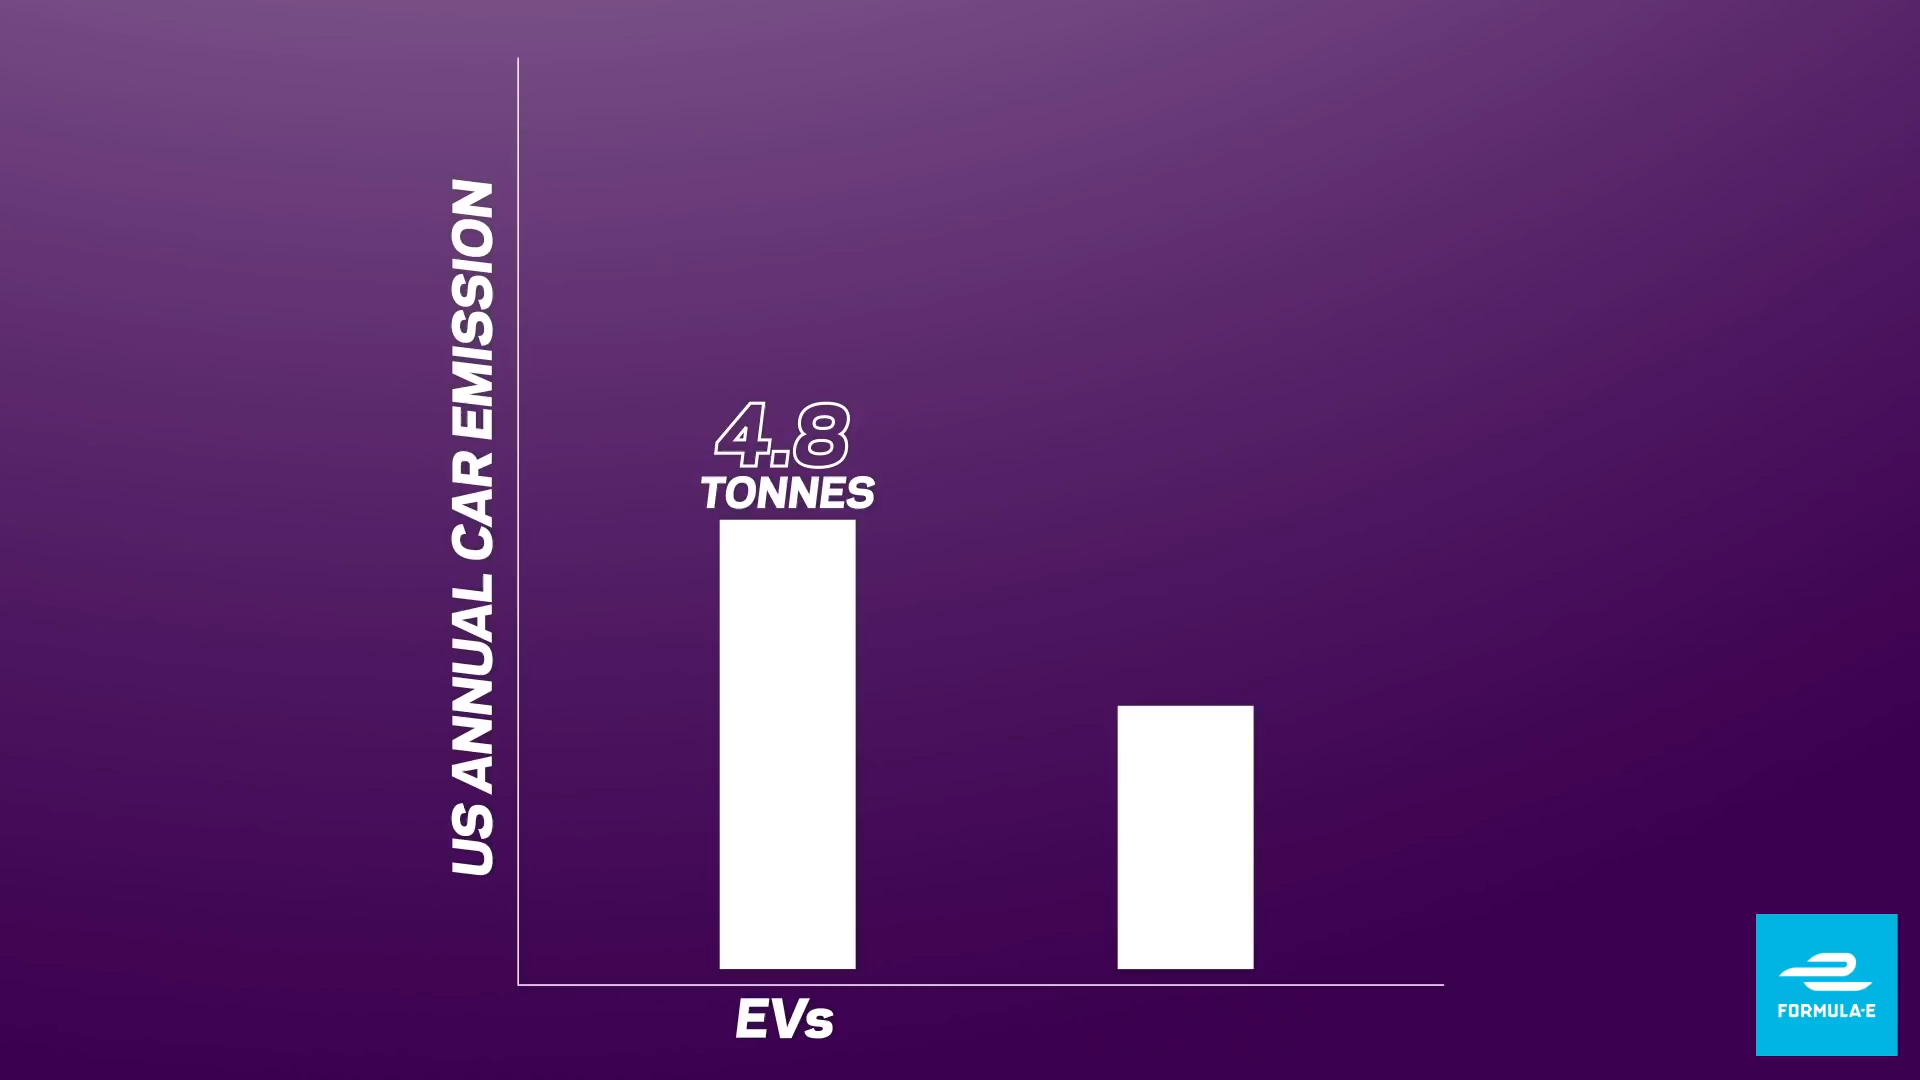 US ANNUAL CAR EMISSION
4.8
TONNES
EVs
FORMULA-E